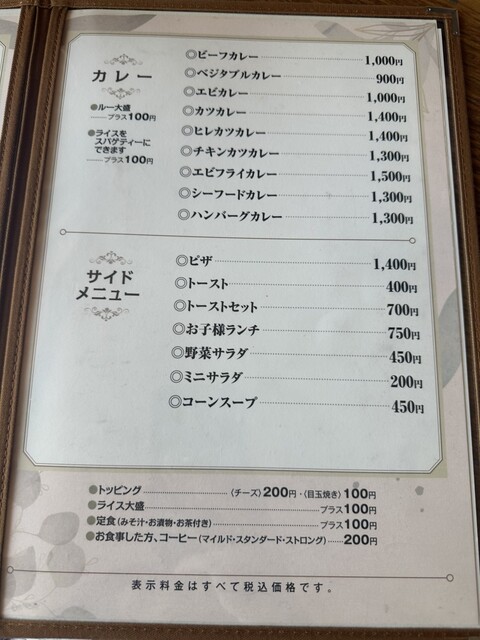 カレー
●ルー大盛
プラス100円
●ライスを
スパゲティーに
できます
プラス100円
◎ビーフカレー 1,000円
◎ベジタブルカレー 900円
◎エビカレー 1,000円
◎カツカレー 1,400円
◎ヒレカツカレー 1,400円
◎チキンカツカレー 1,300円
◎エビフライカレー 1,500円
◎シーフードカレー 1,300円
◎ハンバーグカレー 1,300円
サイド
メニュー
◎ピザ 1,400円
◎トースト 400円
◎トーストセット 700円
◎お子様ランチ 750円
◎野菜サラダ 450円
◎ミニサラダ 200円
◎コーンスープ 450円
●トッピング 〈チーズ〉200円・〈目玉焼き〉100円
●ライス大盛 プラス100円
●定食(みそ汁・お漬物・お茶付き) プラス100円
●お食事した方、コーヒー(マイルド・スタンダード・ストロング) 200円
表示料金はすべて税込価格です。